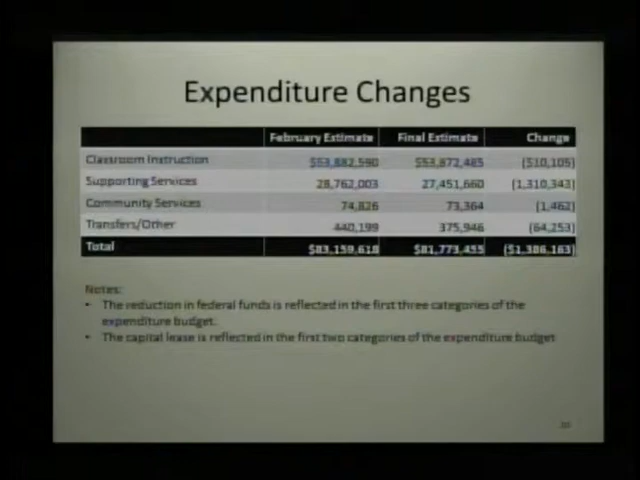 Expenditure Changes
February Estimate Final Estimate Change
Classroom Instruction $53,882,590 $53,872,485 ($10,105)
Supporting Services 28,762,003 27,451,660 (1,310,343)
Community Services 74,826 73,364 (1,462)
Transfers/Other 440,199 375,946 (64,253)
Total $83,159,618 $81,773,455 ($1,386,163)
Notes:
• The reduction in federal funds is reflected in the first three categories of the
expenditure budget.
• The capital lease is reflected in the first two categories of the expenditure budget